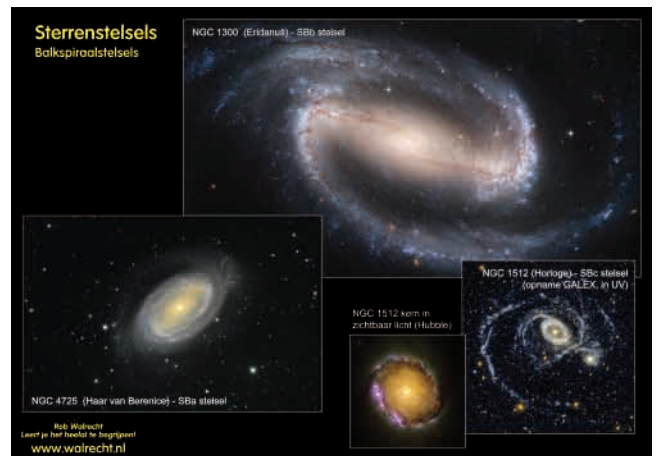 Sterrenstelsels
Balkspiraalstelsels
NGC 1300 (Eridanus) - SBb stelsel
NGC 4725 (Haar van Berenice) - SBa stelsel
NGC 1512 kern in
zichtbaar licht (Hubble)
NGC 1512 (Horloge) - SBc stelsel
(opname GALEX, in UV)
Rob Walrecht
Leert je het heelal te begrijpen!
www.walrecht.nl